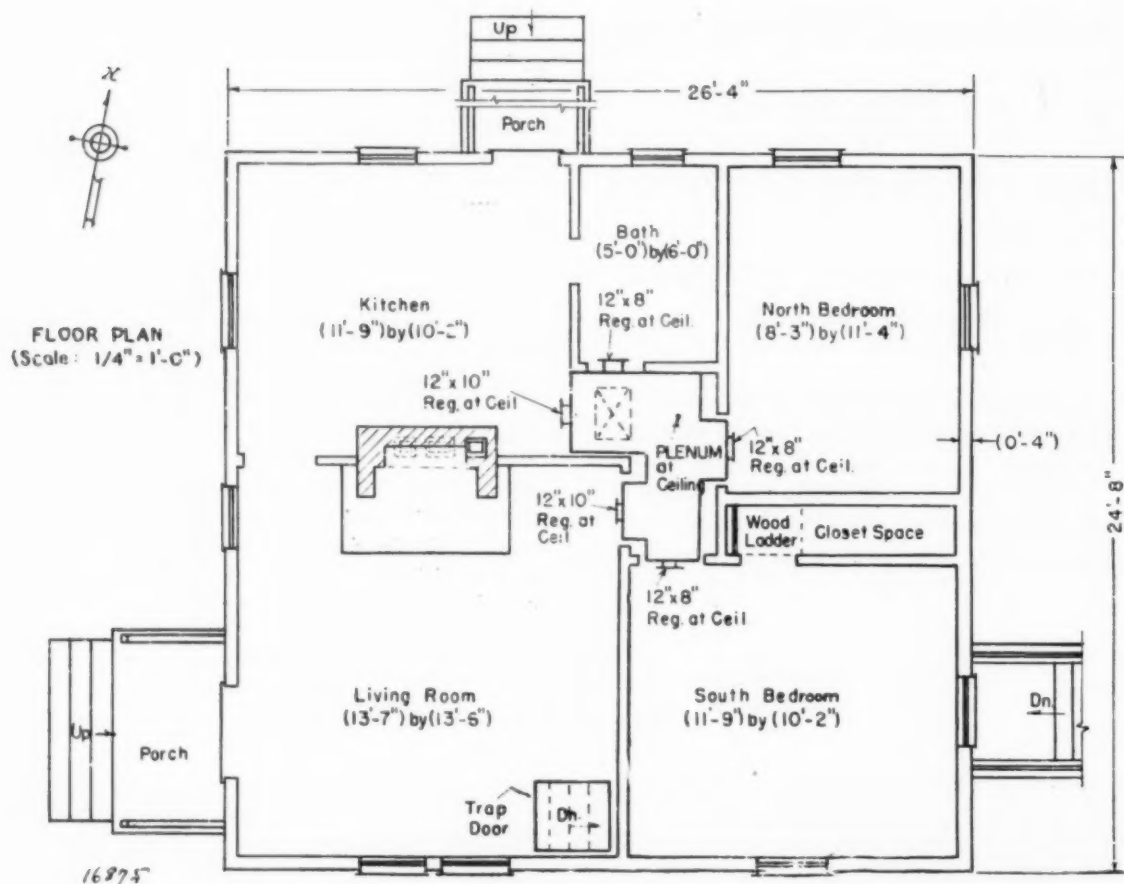 Up
26'-4"
N
Porch
Bath
(5'-0")by(6'-0")
Kitchen
(11'-9")by(10'-2")
12"x8"
Reg. at Ceil.
North Bedroom
(8'-3")by(11'-4")
FLOOR PLAN
(Scale: 1/4"=1'-0")
12"x10"
Reg. at Ceil
PLENUM
at
Ceiling
12"x8"
Reg. at Ceil.
(0'-4")
24'-8"
12"x10"
Reg. at
Ceil
Wood
Ladder
Closet Space
12"x8"
Reg. at Ceil
Living Room
(13'-7")by(13'-6")
South Bedroom
(11'-9")by(10'-2")
Dn.
Up
Porch
Trap
Door
Dn.
16875